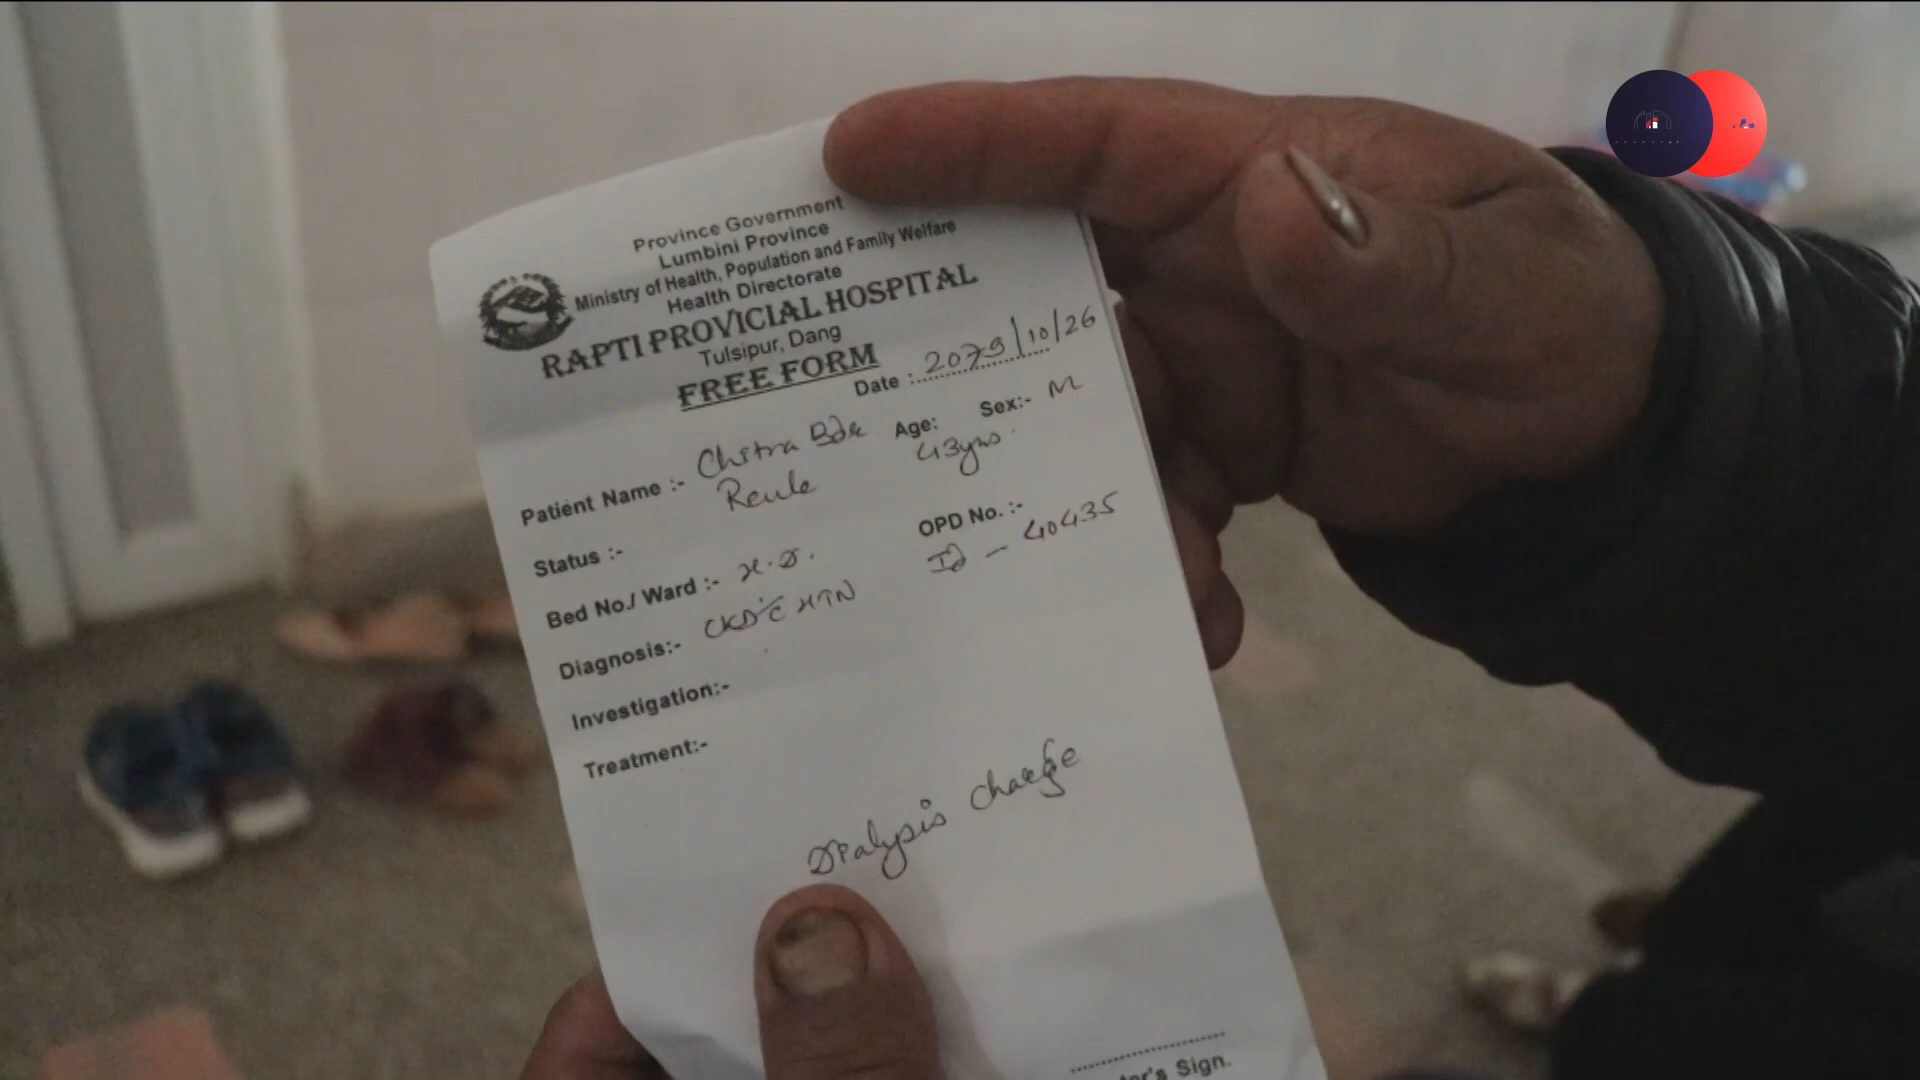 Province Government
Lumbini Province
Ministry of Health, Population and Family Welfare
Health Directorate
RAPTI PROVICIAL HOSPITAL
Tulsipur, Dang
FREE FORM
Date : 2079/10/26
Patient Name :- Chitra Bdr Age: 43yrs Sex:- M
Status :-
OPD No. :-
Bed No./ Ward :- H.D. Id - 40435
Diagnosis:- CKD c̄ HTN
Investigation:-
Treatment:-
Dialysis charge
Sign.